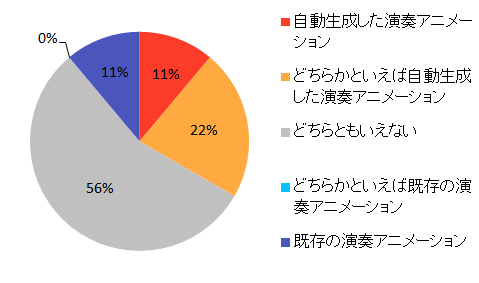 0%
11%
11%
22%
56%
自動生成した演奏アニメー
ション
どちらかといえば自動生成
した演奏アニメーション
どちらともいえない
どちらかといえば既存の演
奏アニメーション
既存の演奏アニメーション